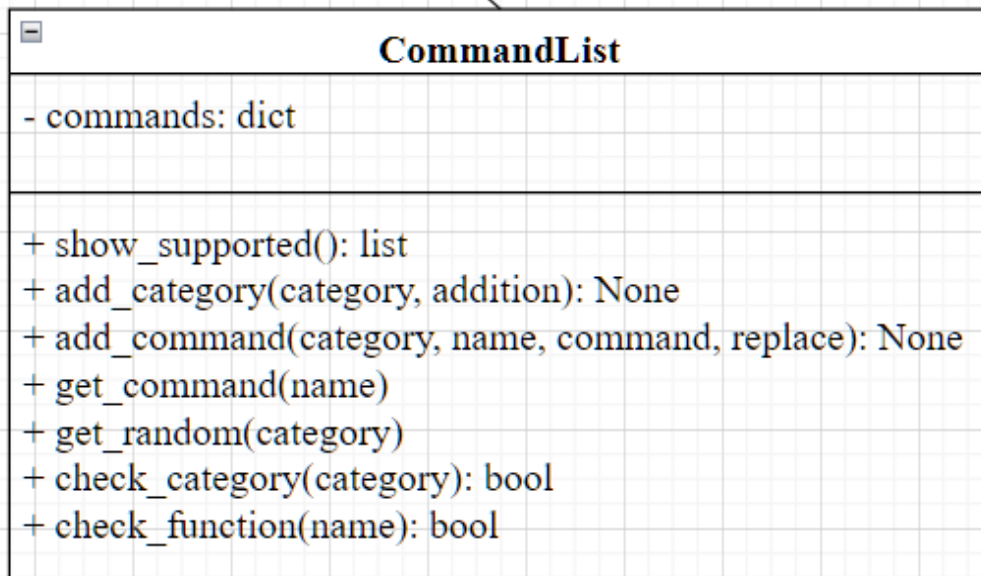 CommandList
- commands: dict
+ show_supported(): list
+ add_category(category, addition): None
+ add_command(category, name, command, replace): None
+ get_command(name)
+ get_random(category)
+ check_category(category): bool
+ check_function(name): bool